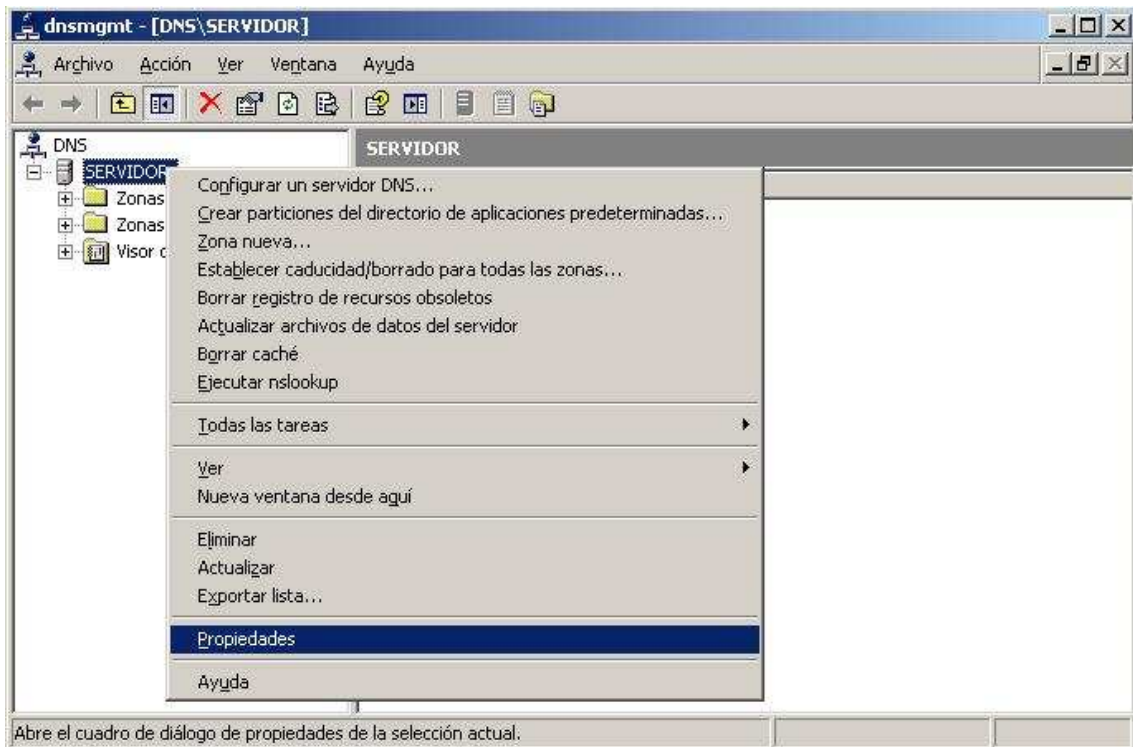 dnsmgmt - [DNS\SERVIDOR]
Archivo Acción Ver Ventana Ayuda
DNS
SERVIDOR
SERVIDOR
Zonas
Zonas
Visor
Configurar un servidor DNS...
Crear particiones del directorio de aplicaciones predeterminadas...
Zona nueva...
Establecer caducidad/borrado para todas las zonas...
Borrar registro de recursos obsoletos
Actualizar archivos de datos del servidor
Borrar caché
Ejecutar nslookup
Todas las tareas
Ver
Nueva ventana desde aquí
Eliminar
Actualizar
Exportar lista...
Propiedades
Ayuda
Abre el cuadro de diálogo de propiedades de la selección actual.